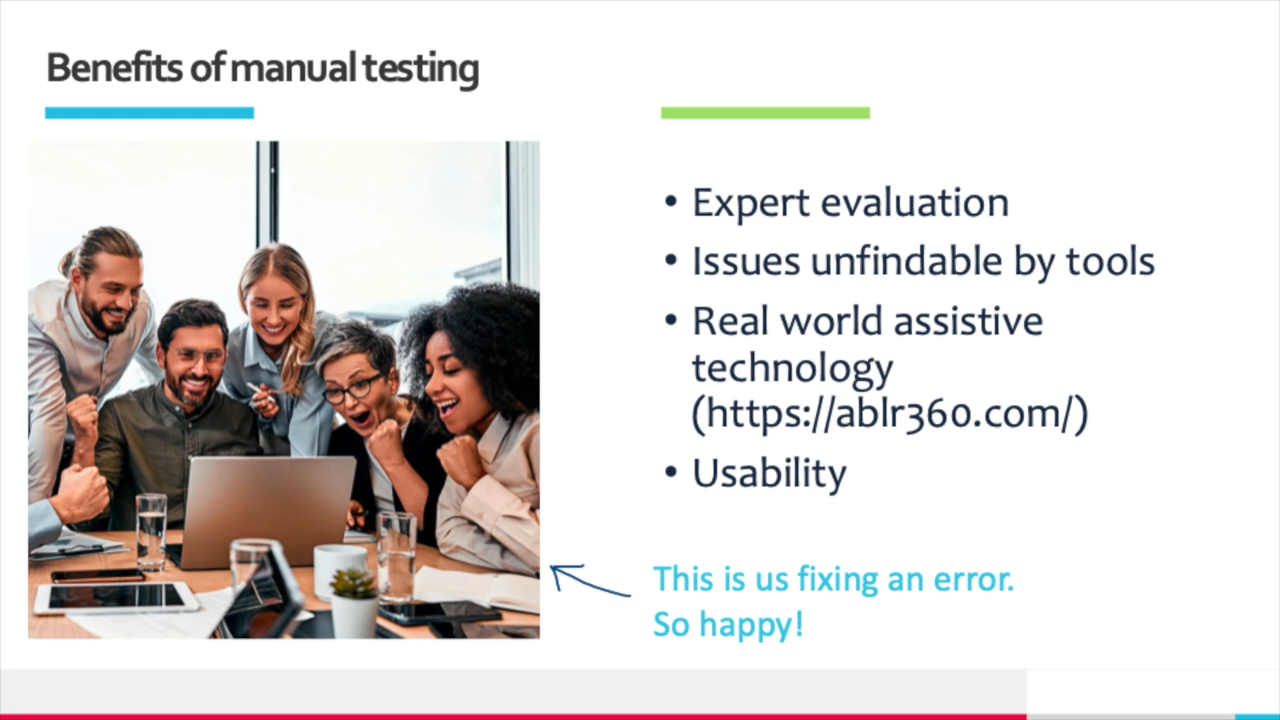 Benefits of manual testing
• Expert evaluation
• Issues unfindable by tools
• Real world assistive
technology
(https://ablr360.com/)
• Usability
This is us fixing an error.
So happy!